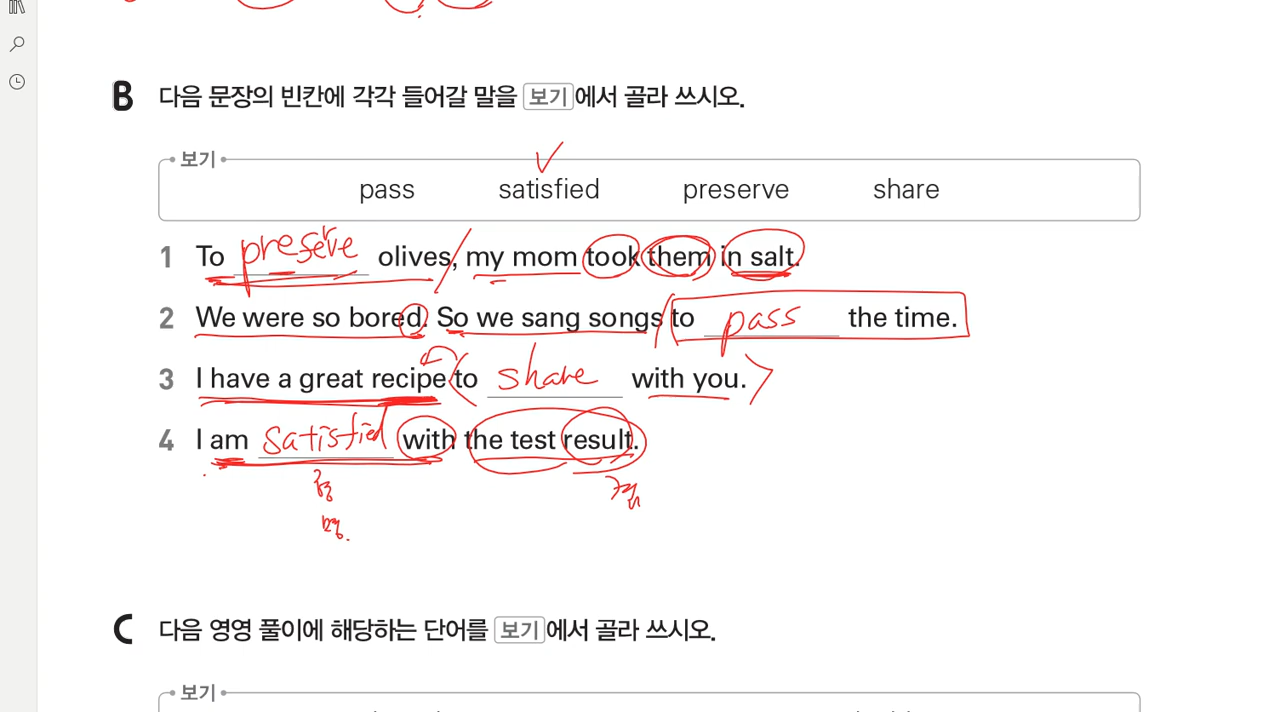 B 다음 문장의 빈칸에 각각 들어갈 말을 보기 에서 골라 쓰시오.
보기
pass satisfied preserve share
1 To preserve olives, my mom took them in salt.
2 We were so bored. So we sang songs to pass the time.
3 I have a great recipe to share with you.
4 I am satisfied with the test result.
C 다음 영영 풀이에 해당하는 단어를 보기 에서 골라 쓰시오.
보기